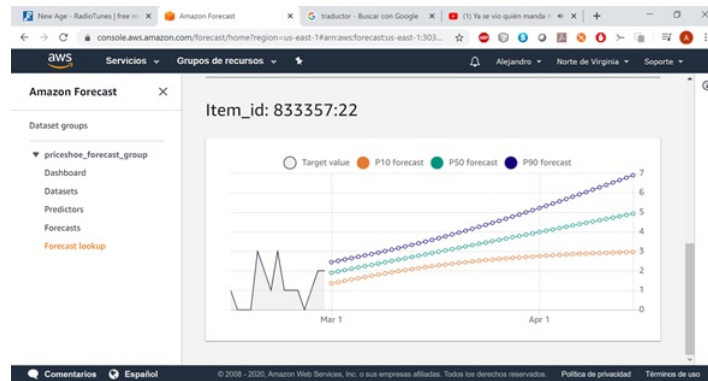 New Age - RadioTunes | free m
Amazon Forecast
traductor - Buscar con Google
(1) Ya se vio quién manda
console.aws.amazon.com/forecast/home?region=us-east-1#arn:aws:forecast:us-east-1:303...
aws
Servicios
Grupos de recursos
Alejandro
Norte de Virginia
Soporte
Amazon Forecast
Item_id: 833357:22
Dataset groups
priceshoe_forecast_group
Dashboard
Datasets
Predictors
Forecasts
Forecast lookup
Target value P10 forecast P50 forecast P90 forecast
7
6
5
4
3
2
1
0
Mar 1 Apr 1
Comentarios Español © 2008 - 2020, Amazon Web Services, Inc. o sus empresas afiliadas. Todos los derechos reservados. Política de privacidad Términos de uso